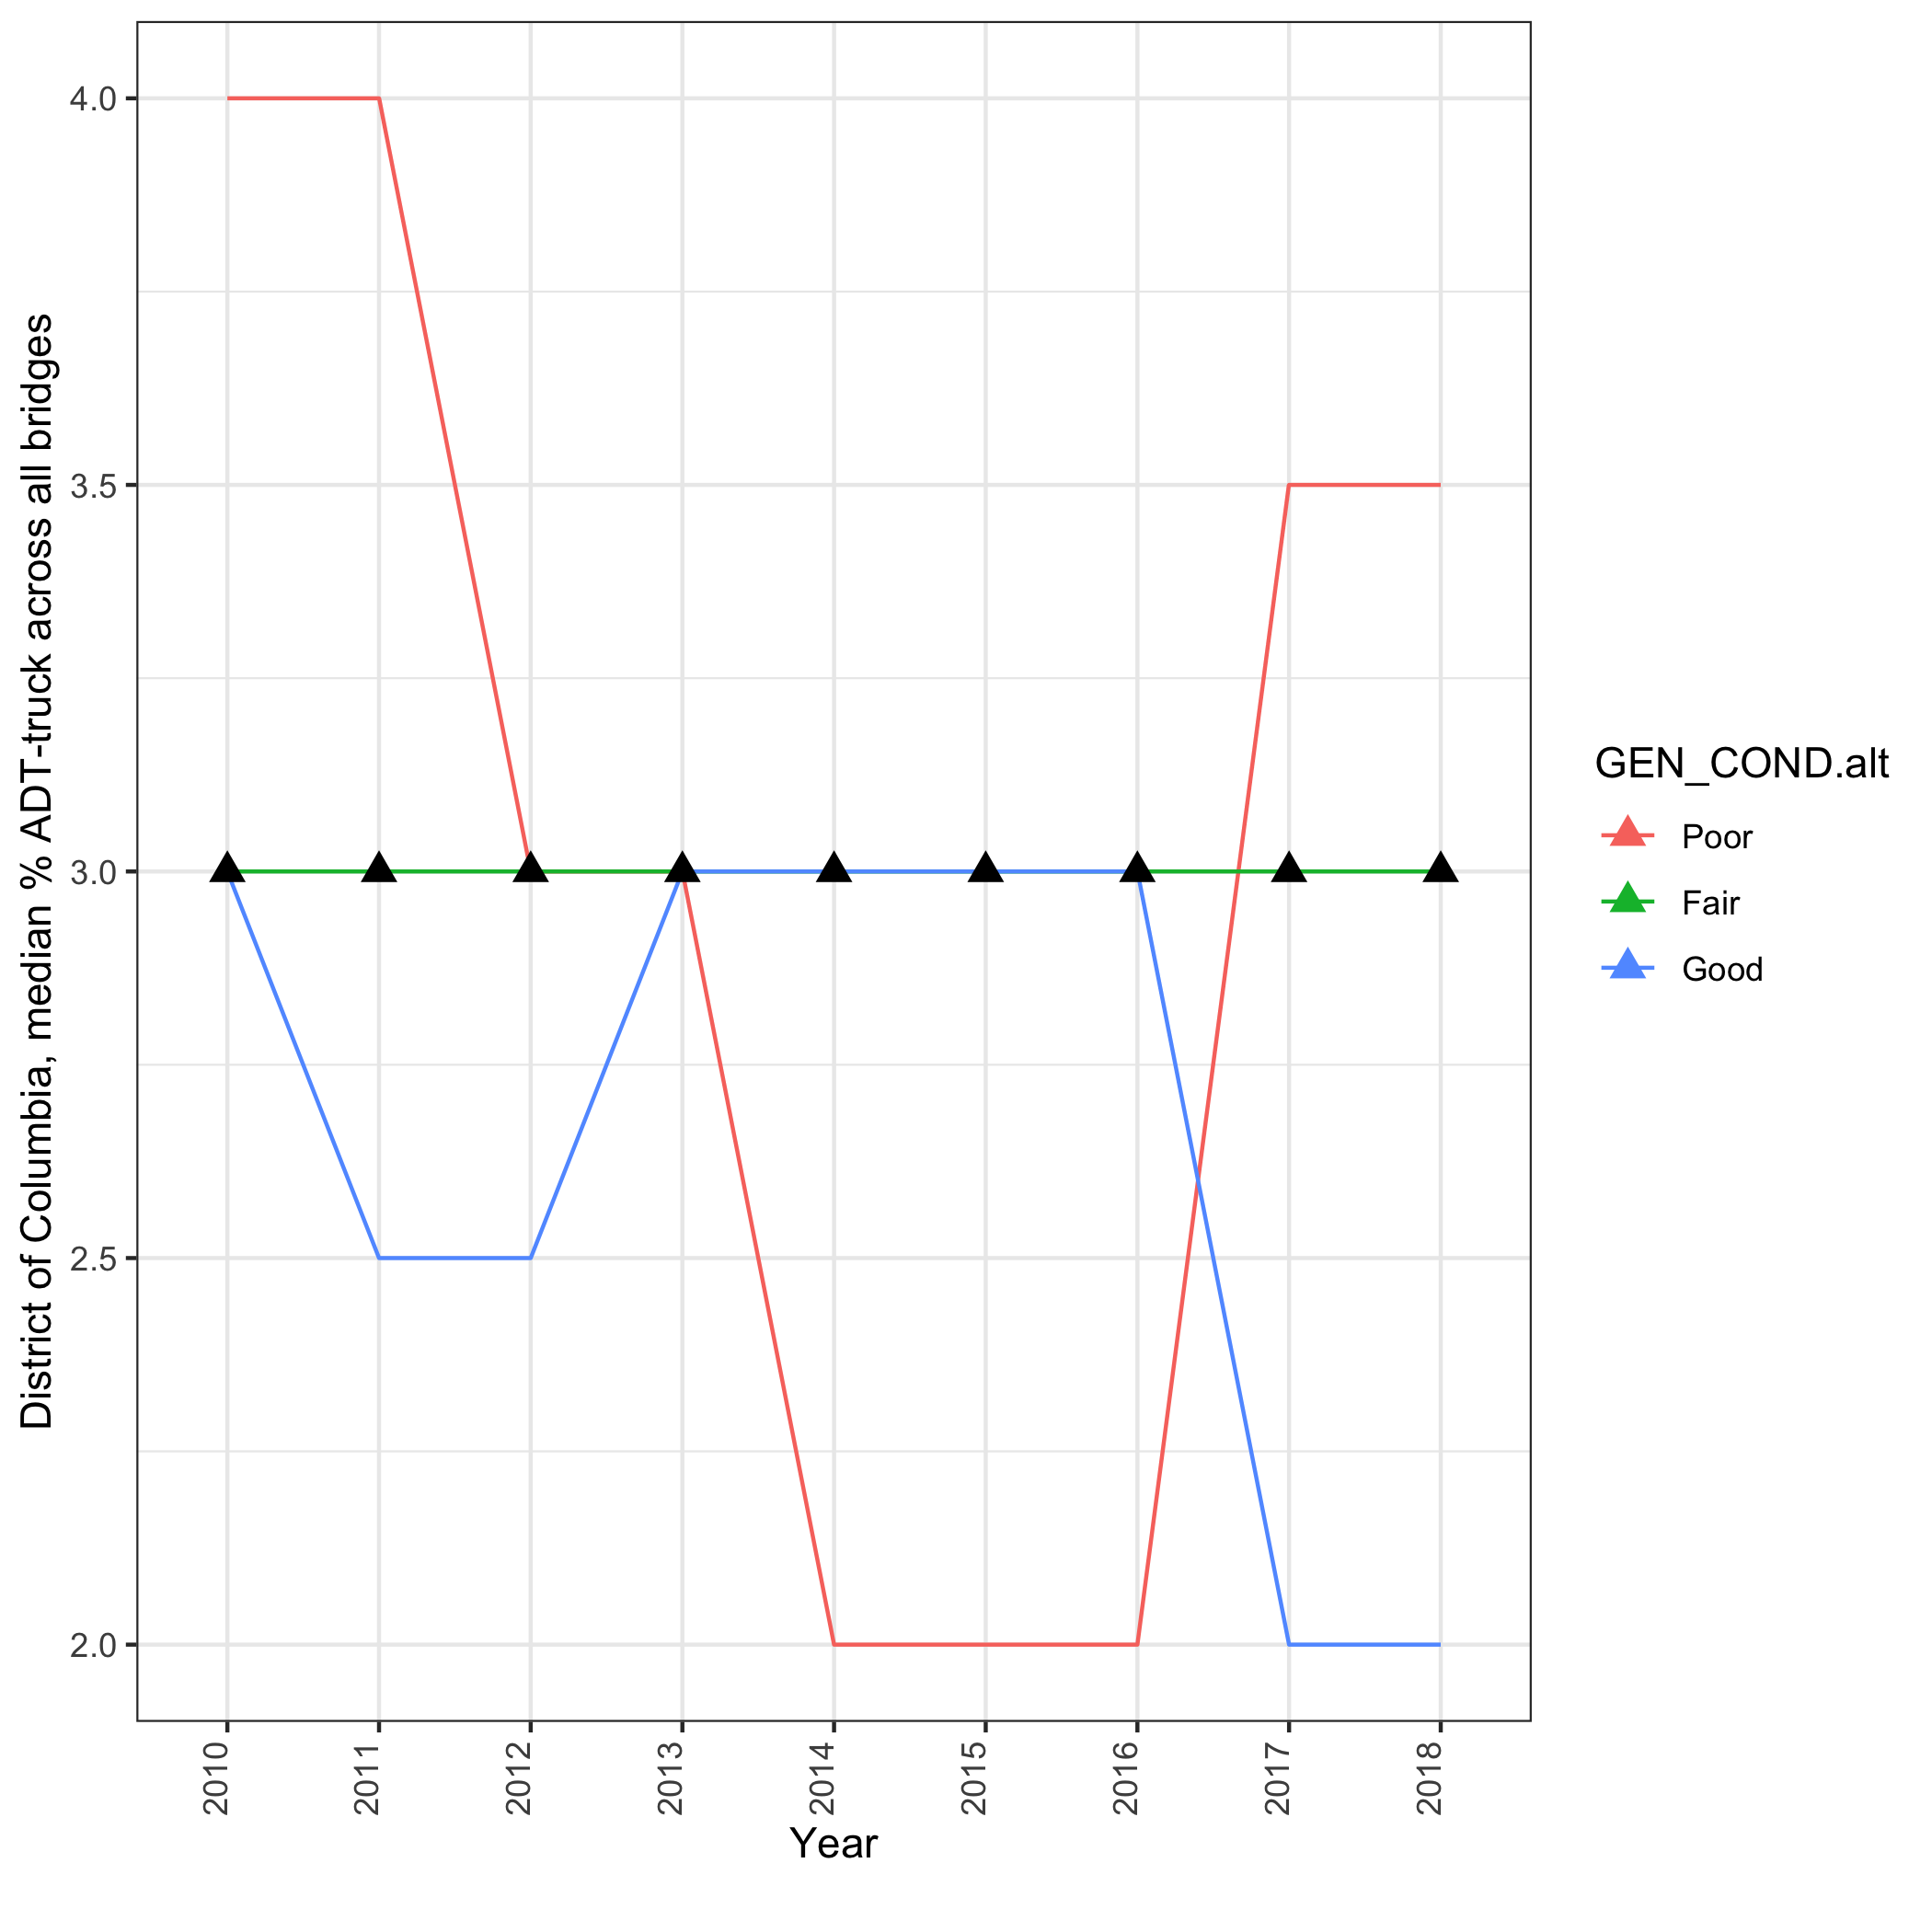 District of Columbia, median % ADT-truck across all bridges
4.0
3.5
3.0
2.5
2.0
2010
2011
2012
2013
2014
2015
2016
2017
2018
Year
GEN_COND.alt
Poor
Fair
Good